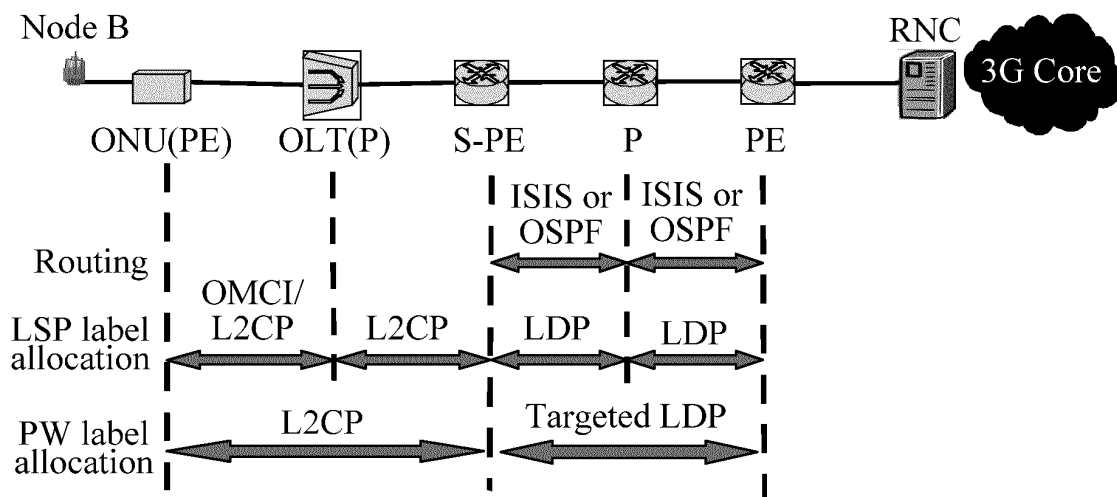 Node B
RNC
3G Core
ONU(PE)
OLT(P)
S-PE
P
PE
ISIS or
OSPF
ISIS or
OSPF
Routing
OMCI/
L2CP
L2CP
LDP
LDP
LSP label
allocation
L2CP
Targeted LDP
PW label
allocation